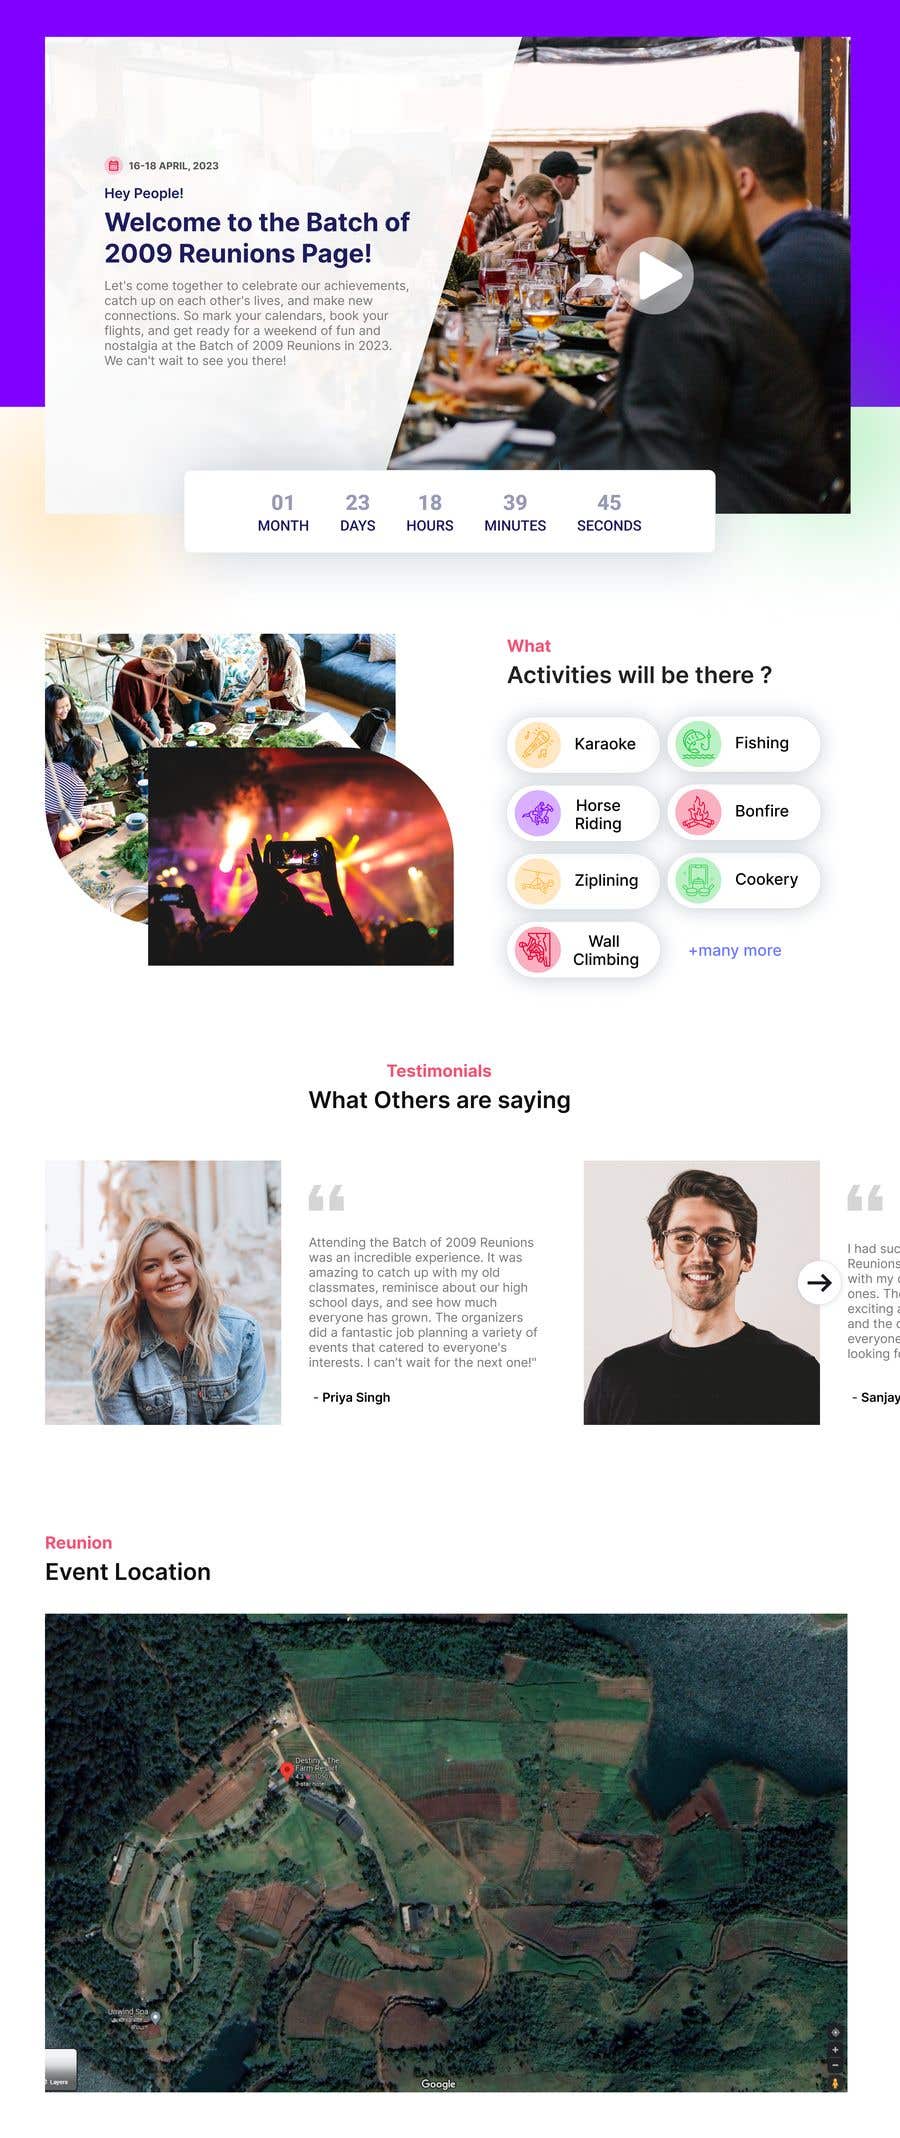 16-18 APRIL, 2023
Hey People!
Welcome to the Batch of
2009 Reunions Page!
Let's come together to celebrate our achievements,
catch up on each other's lives, and make new
connections. So mark your calendars, book your
flights, and get ready for a weekend of fun and
nostalgia at the Batch of 2009 Reunions in 2023.
We can't wait to see you there!
01 23 18 39 45
MONTH DAYS HOURS MINUTES SECONDS
What
Activities will be there ?
Karaoke
Fishing
Horse
Riding
Bonfire
Ziplining
Cookery
Wall
Climbing
+many more
Testimonials
What Others are saying
Attending the Batch of 2009 Reunions
was an incredible experience. It was
amazing to catch up with my old
classmates, reminisce about our high
school days, and see how much
everyone has grown. The organizers
did a fantastic job planning a variety of
events that catered to everyone's
interests. I can't wait for the next one!"
- Priya Singh
I had suc
Reunions
with my
ones. The
exciting a
and the
everyone
looking f
- Sanjay
Reunion
Event Location
Destiny - The
Farm Resort
3-star hotel
Unwind Spa
Layers
Google